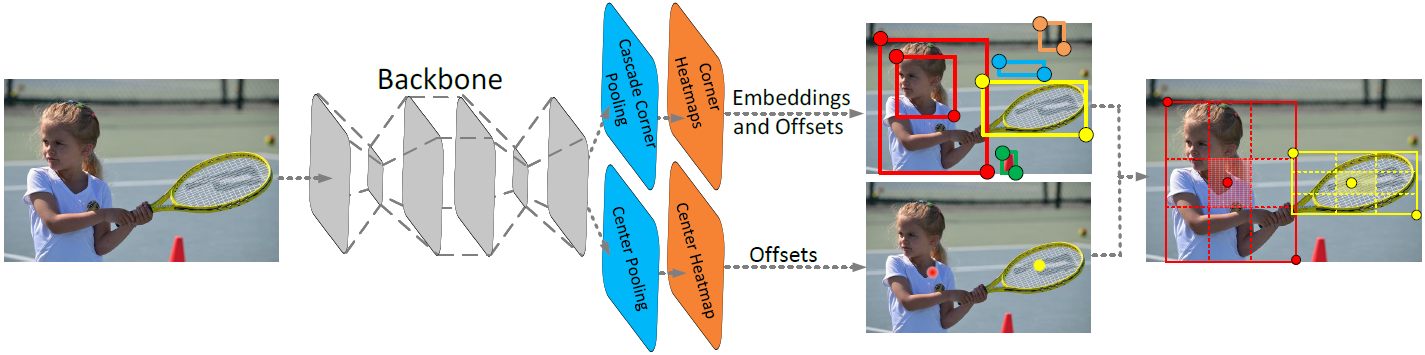 Backbone
Cascade Corner
Pooling
Corner
Heatmaps
Embeddings
and Offsets
Center Pooling
Center Heatmap
Offsets